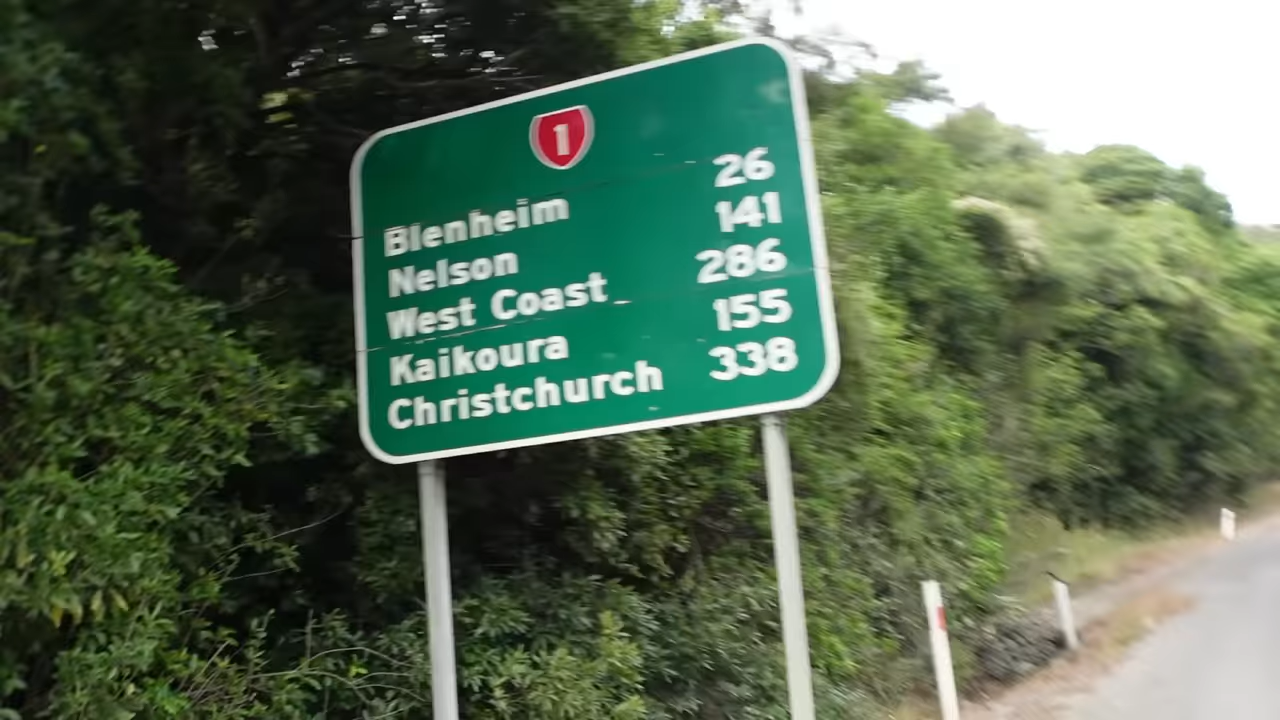 1
Blenheim 26
Nelson 141
West Coast 286
Kaikoura 155
Christchurch 338